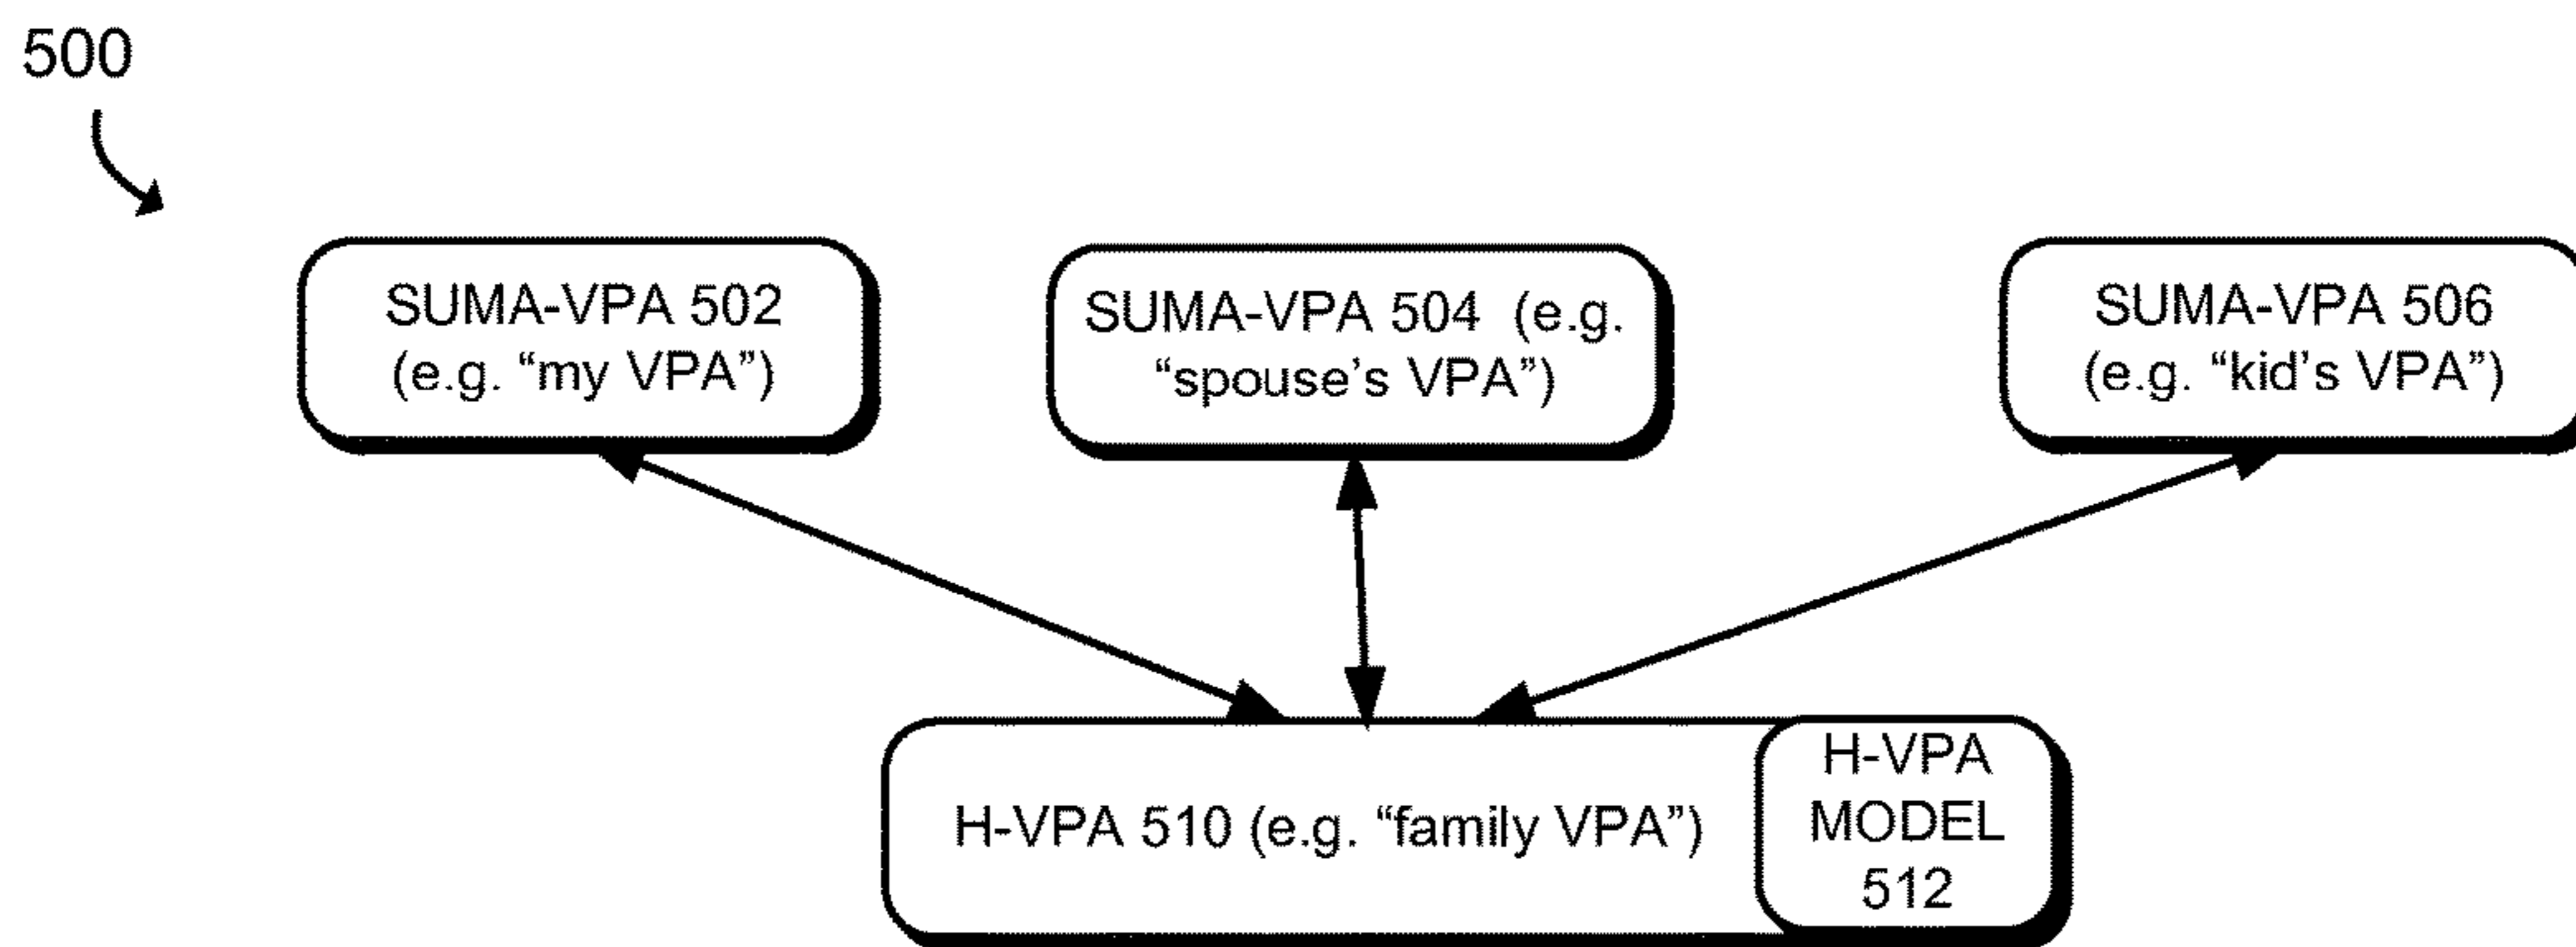 500
SUMA-VPA 502
(e.g. “my VPA”)
SUMA-VPA 504 (e.g.
“spouse’s VPA”)
SUMA-VPA 506
(e.g. “kid’s VPA”)
H-VPA 510 (e.g. “family VPA”)
H-VPA
MODEL
512